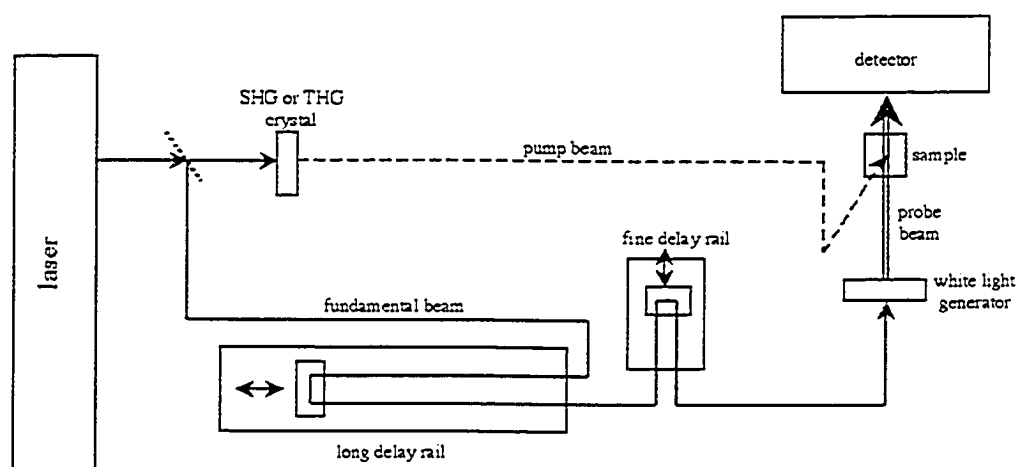 detector
SHG or THG
crystal
pump beam
sample
probe
beam
fine delay rail
white light
generator
laser
fundamental beam
long delay rail